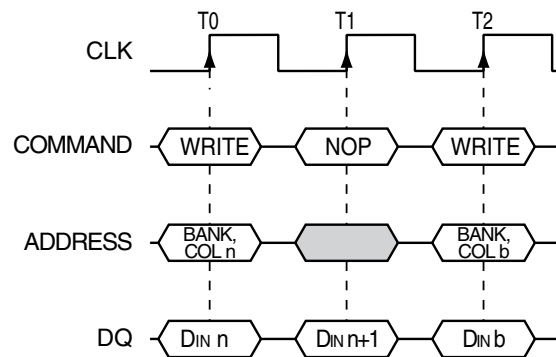 T0 T1 T2
CLK
COMMAND WRITE NOP WRITE
ADDRESS BANK, COL n BANK, COL b
DQ DIN n DIN n+1 DIN b